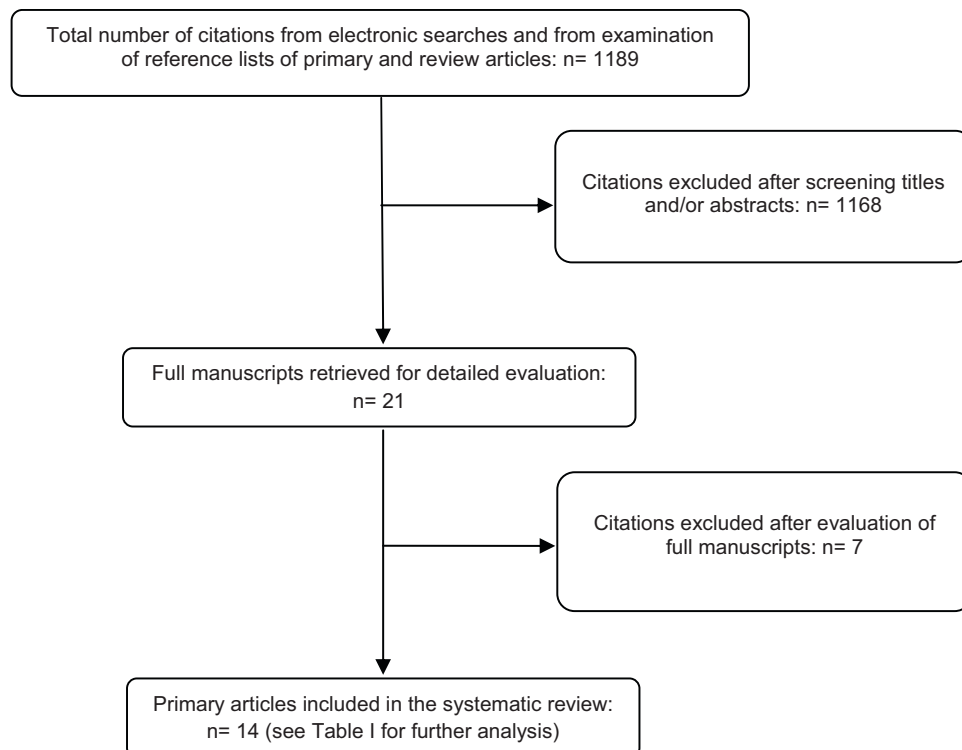 Total number of citations from electronic searches and from examination
of reference lists of primary and review articles: n= 1189
Citations excluded after screening titles
and/or abstracts: n= 1168
Full manuscripts retrieved for detailed evaluation:
n= 21
Citations excluded after evaluation of
full manuscripts: n= 7
Primary articles included in the systematic review:
n= 14 (see Table I for further analysis)